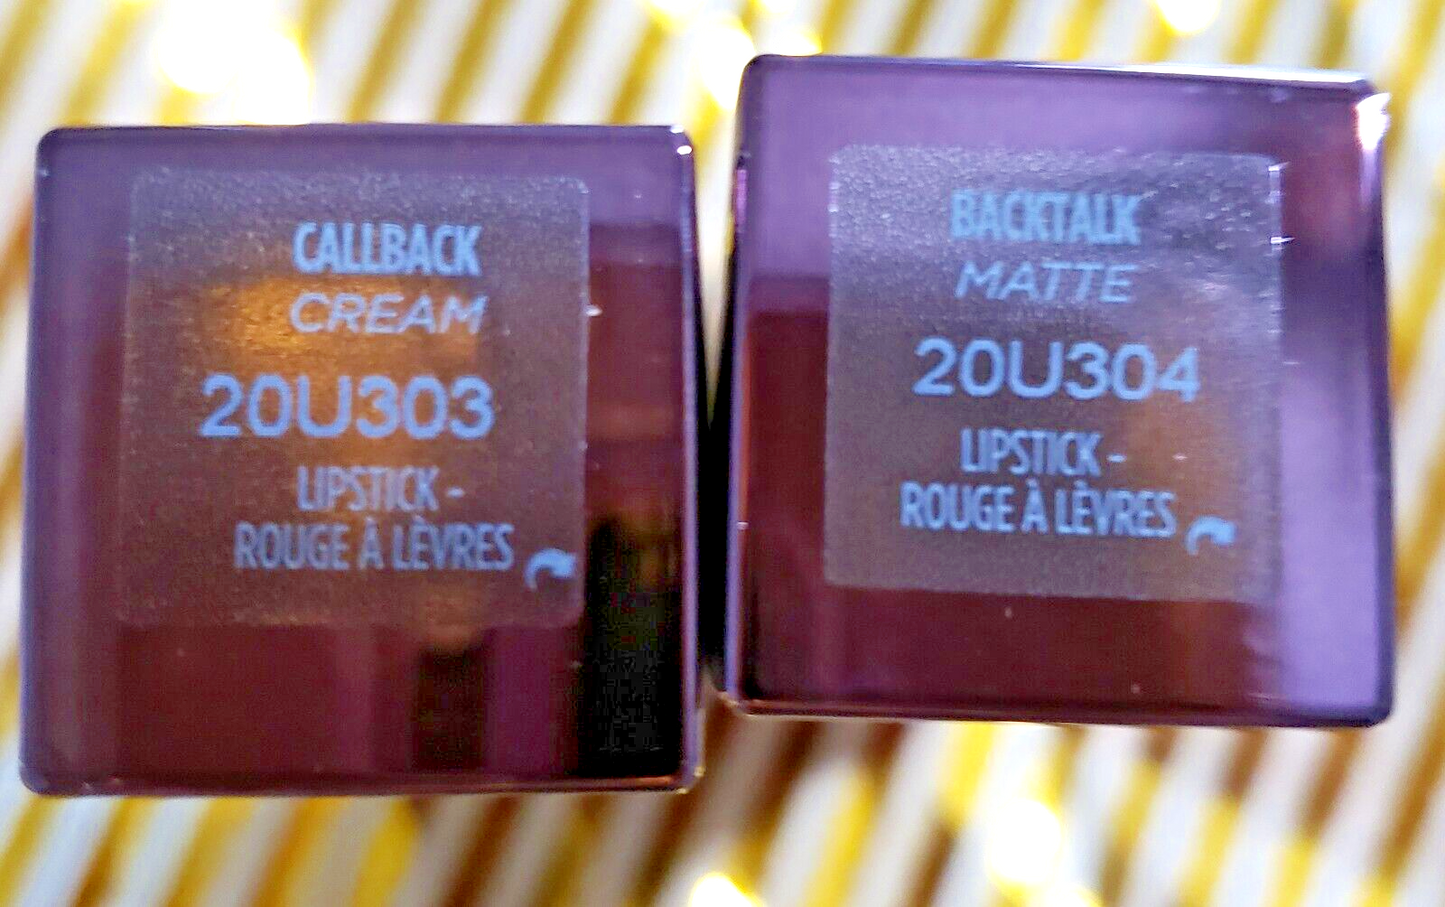 CALLBACK
CREAM
20U303
LIPSTICK -
ROUGE À LÈVRES
BACKTALK
MATTE
20U304
LIPSTICK -
ROUGE À LÈVRES